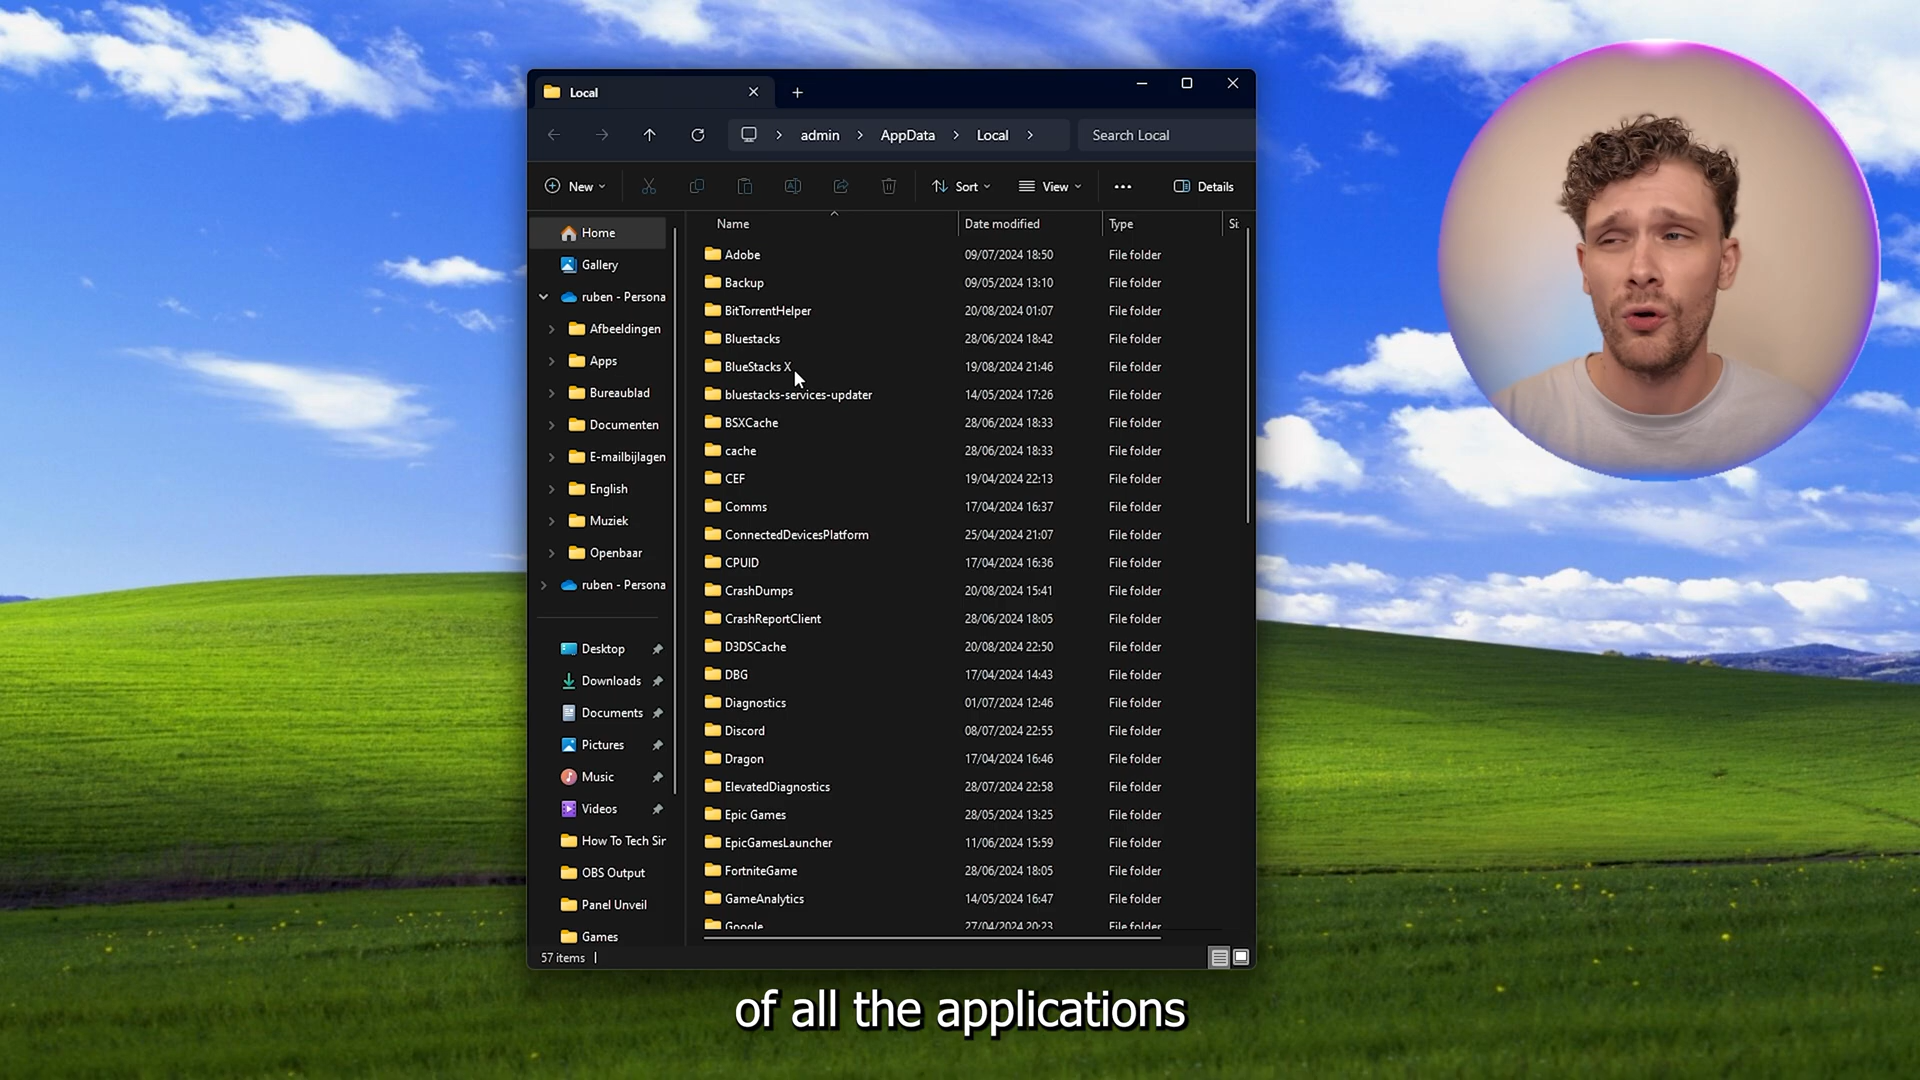 Local
admin > AppData > Local >
Search Local
New
Sort
View
Details
Name
Date modified
Type
Si
Home
Gallery
ruben - Persona
Afbeeldingen
Apps
Bureaublad
Documenten
E-mailbijlagen
English
Muziek
Openbaar
ruben - Persona
Desktop
Downloads
Documents
Pictures
Music
Videos
How To Tech Sir
OBS Output
Panel Unveil
Games
Adobe 09/07/2024 18:50 File folder
Backup 09/05/2024 13:10 File folder
BitTorrentHelper 20/08/2024 01:07 File folder
Bluestacks 28/06/2024 18:42 File folder
BlueStacks X 19/08/2024 21:46 File folder
bluestacks-services-updater 14/05/2024 17:26 File folder
BSXCache 28/06/2024 18:33 File folder
cache 28/06/2024 18:33 File folder
CEF 19/04/2024 22:13 File folder
Comms 17/04/2024 16:37 File folder
ConnectedDevicesPlatform 25/04/2024 21:07 File folder
CPUID 17/04/2024 16:36 File folder
CrashDumps 20/08/2024 15:41 File folder
CrashReportClient 28/06/2024 18:05 File folder
D3DSCache 20/08/2024 22:50 File folder
DBG 17/04/2024 14:43 File folder
Diagnostics 01/07/2024 12:46 File folder
Discord 08/07/2024 22:55 File folder
Dragon 17/04/2024 16:46 File folder
ElevatedDiagnostics 28/07/2024 22:58 File folder
Epic Games 28/05/2024 13:25 File folder
EpicGamesLauncher 11/06/2024 15:59 File folder
FortniteGame 28/06/2024 18:05 File folder
GameAnalytics 14/05/2024 16:47 File folder
Google 27/04/2024 20:23 File folder
57 items
of all the applications